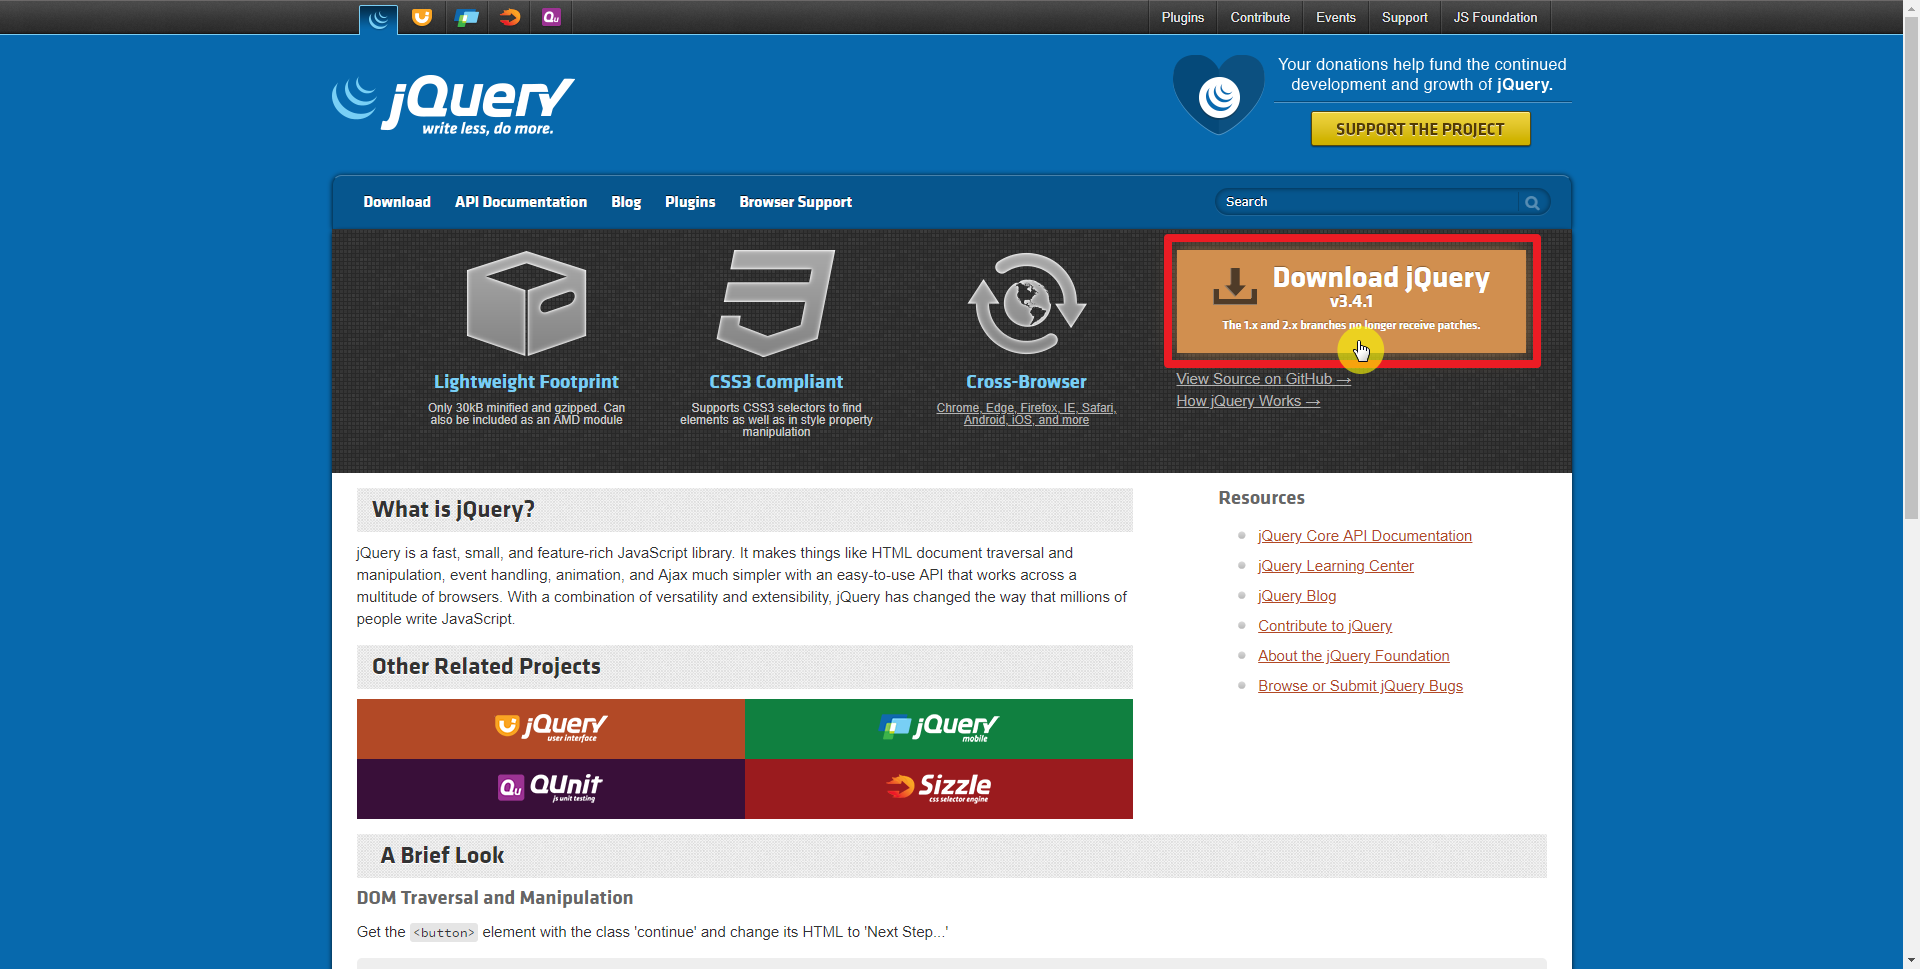 Qu
Plugins
Contribute
Events
Support
JS Foundation
jQuery
write less, do more.
Your donations help fund the continued
development and growth of jQuery.
SUPPORT THE PROJECT
Download
API Documentation
Blog
Plugins
Browser Support
Search
Lightweight Footprint
Only 30kB minified and gzipped. Can
also be included as an AMD module
CSS3 Compliant
Supports CSS3 selectors to find
elements as well as in style property
manipulation
Cross-Browser
Chrome, Edge, Firefox, IE, Safari,
Android, iOS, and more
Download jQuery
v3.4.1
The 1.x and 2.x branches no longer receive patches.
View Source on GitHub →
How jQuery Works →
What is jQuery?
jQuery is a fast, small, and feature-rich JavaScript library. It makes things like HTML document traversal and
manipulation, event handling, animation, and Ajax much simpler with an easy-to-use API that works across a
multitude of browsers. With a combination of versatility and extensibility, jQuery has changed the way that millions of
people write JavaScript.
Other Related Projects
jQuery
user interface
jQuery
mobile
Qu QUnit
js unit testing
Sizzle
css selector engine
Resources
jQuery Core API Documentation
jQuery Learning Center
jQuery Blog
Contribute to jQuery
About the jQuery Foundation
Browse or Submit jQuery Bugs
A Brief Look
DOM Traversal and Manipulation
Get the <button> element with the class 'continue' and change its HTML to 'Next Step...'